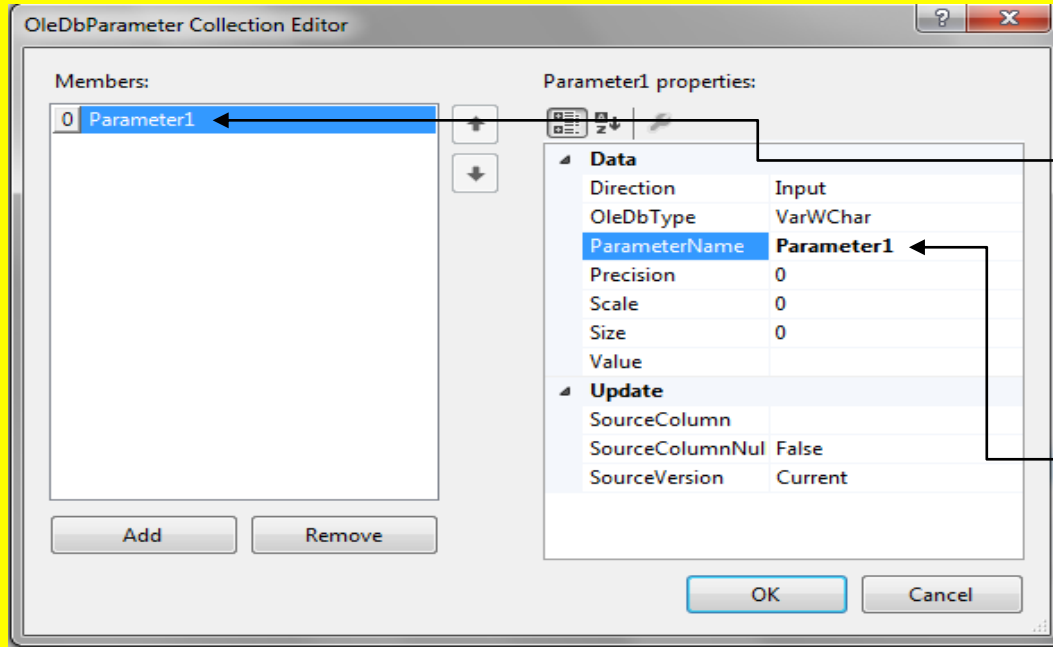 OleDbParameter Collection Editor
Members:
0 Parameter1
Add Remove
Parameter1 properties:
Data
Direction Input
OleDbType VarWChar
ParameterName Parameter1
Precision 0
Scale 0
Size 0
Value
Update
SourceColumn
SourceColumnNul False
SourceVersion Current
OK Cancel